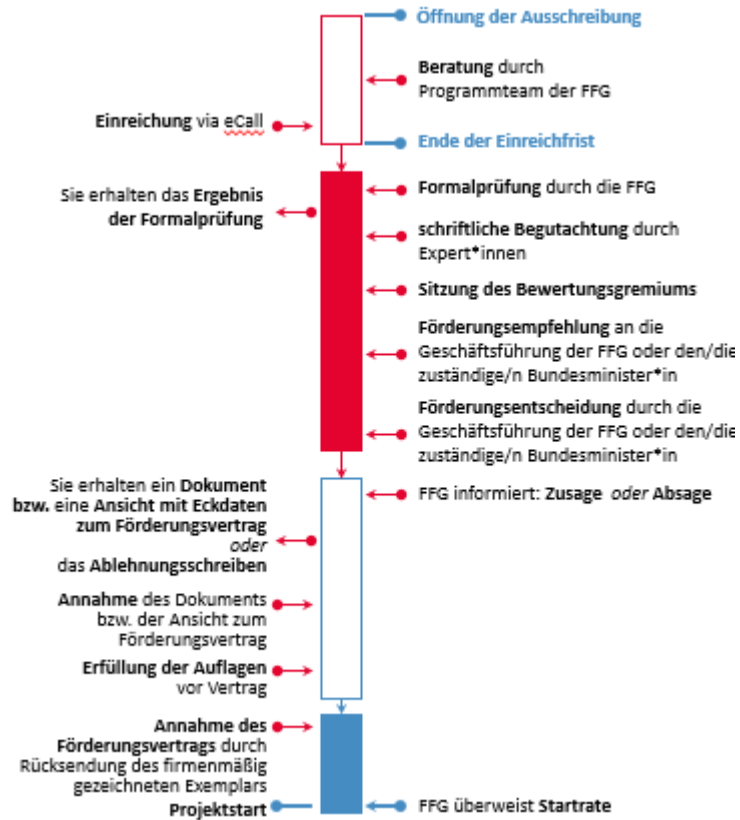 Öffnung der Ausschreibung
Beratung durch
Programmteam der FFG
Einreichung via eCall
Ende der Einreichfrist
Formalprüfung durch die FFG
Sie erhalten das Ergebnis
der Formalprüfung
schriftliche Begutachtung durch
Expert*innen
Sitzung des Bewertungsgremiums
Förderungsempfehlung an die
Geschäftsführung der FFG oder den/die
zuständige/n Bundesminister*in
Förderungsentscheidung durch die
Geschäftsführung der FFG oder den/die
zuständige/n Bundesminister*in
Sie erhalten ein Dokument
bzw. eine Ansicht mit Eckdaten
zum Förderungsvertrag
oder
das Ablehnungsschreiben
FFG informiert: Zusage oder Absage
Annahme des Dokuments
bzw. der Ansicht zum
Förderungsvertrag
Erfüllung der Auflagen
vor Vertrag
Annahme des
Förderungsvertrags durch
Rücksendung des firmenmäßig
gezeichneten Exemplars
Projektstart
FFG überweist Startrate